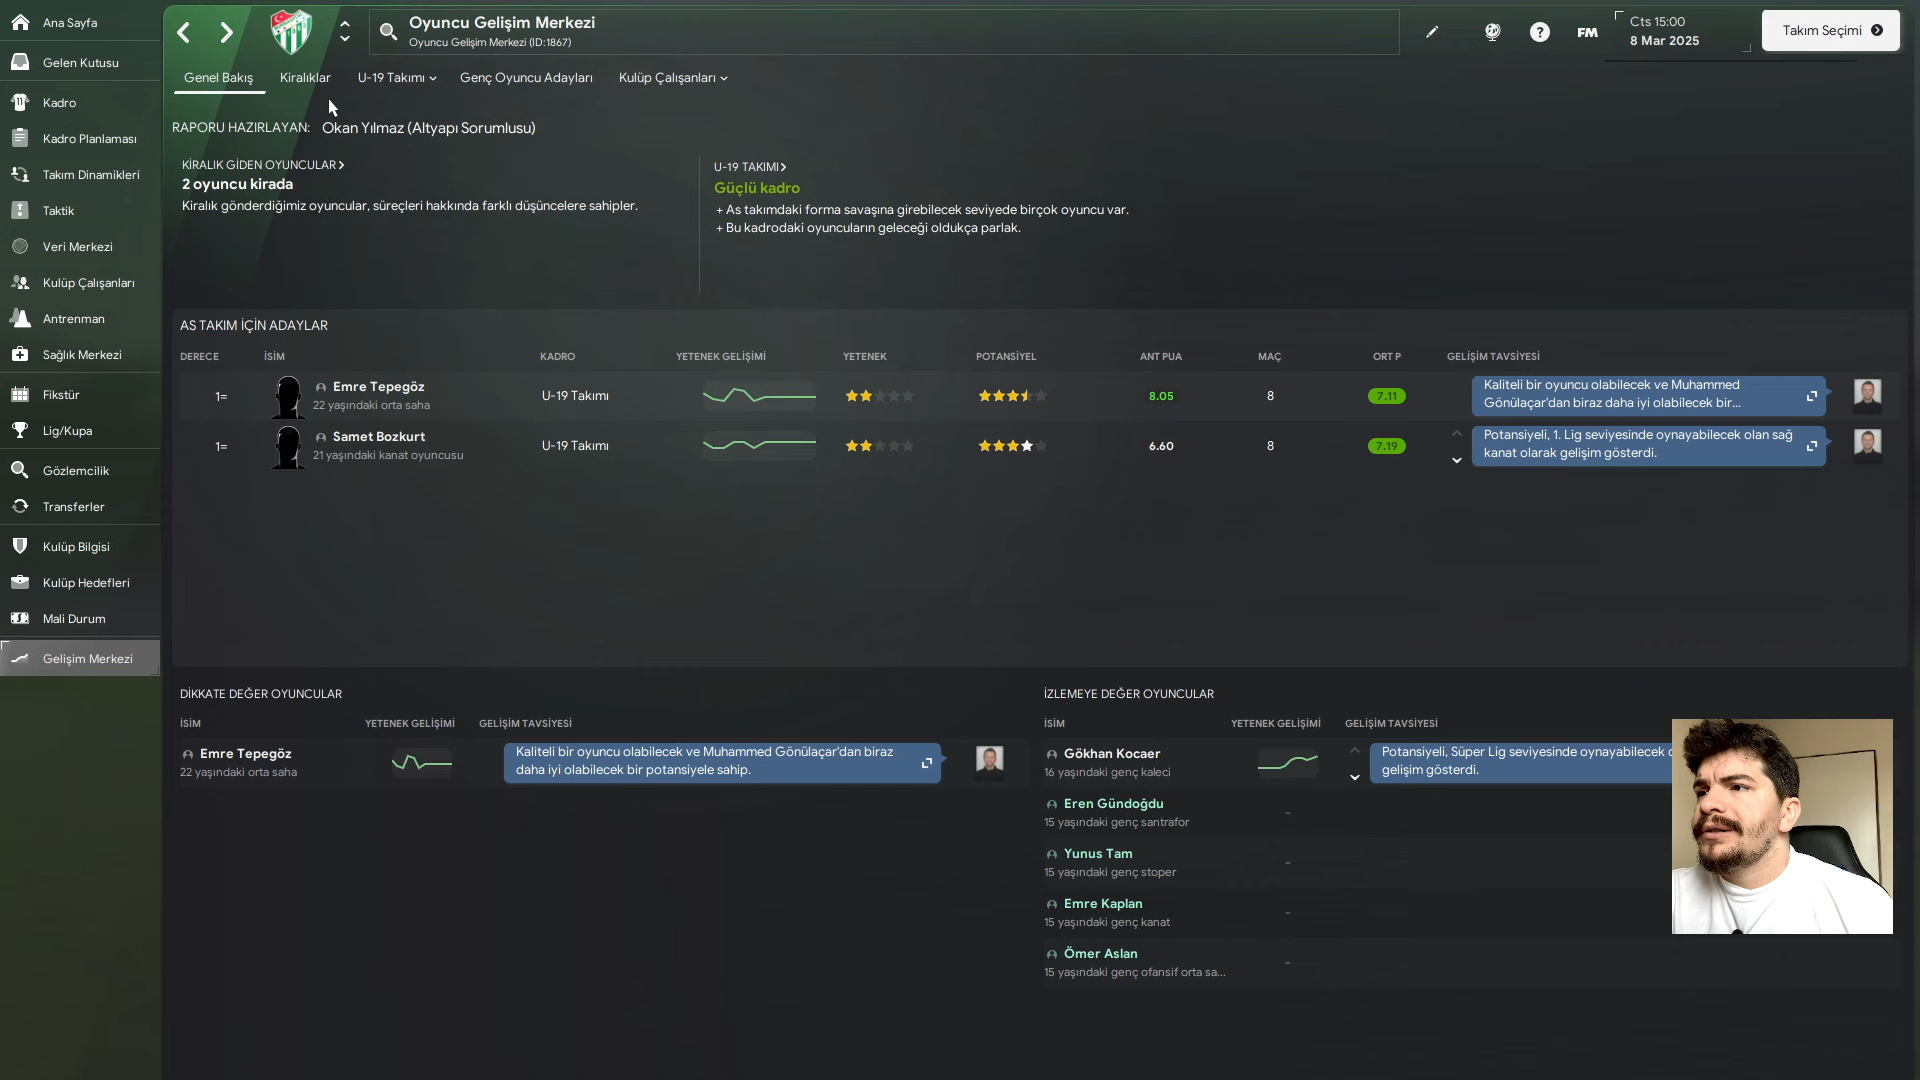 Ana Sayfa
Gelen Kutusu
Kadro
Kadro Planlaması
Takım Dinamikleri
Taktik
Veri Merkezi
Kulüp Çalışanları
Antrenman
Sağlık Merkezi
Fikstür
Lig/Kupa
Gözlemcilik
Transferler
Kulüp Bilgisi
Kulüp Hedefleri
Mali Durum
Gelişim Merkezi
Oyuncu Gelişim Merkezi
Oyuncu Gelişim Merkezi (ID:1867)
FM
Cts 15:00
8 Mar 2025
Takım Seçimi
Genel Bakış Kiralıklar U-19 Takımı Genç Oyuncu Adayları Kulüp Çalışanları
RAPORU HAZIRLAYAN: Okan Yılmaz (Altyapı Sorumlusu)
KİRALIK GİDEN OYUNCULAR
2 oyuncu kirada
Kiralık gönderdiğimiz oyuncular, süreçleri hakkında farklı düşüncelere sahipler.
U-19 TAKIMI
Güçlü kadro
+ As takımdaki forma savaşına girebilecek seviyede birçok oyuncu var.
+ Bu kadrodaki oyuncuların geleceği oldukça parlak.
AS TAKIM İÇİN ADAYLAR
DERECE İSİM KADRO YETENEK GELİŞİMİ YETENEK POTANSİYEL ANT PUA MAÇ ORT P GELİŞİM TAVSİYESİ
1= Emre Tepegöz U-19 Takımı 8.05 8 7.11
22 yaşındaki orta saha
Kaliteli bir oyuncu olabilecek ve Muhammed
Gönülaçar'dan biraz daha iyi olabilecek bir...
1= Samet Bozkurt U-19 Takımı 6.60 8 7.19
21 yaşındaki kanat oyuncusu
Potansiyeli, 1. Lig seviyesinde oynayabilecek olan sağ
kanat olarak gelişim gösterdi.
DİKKATE DEĞER OYUNCULAR
İSİM YETENEK GELİŞİMİ GELİŞİM TAVSİYESİ
Emre Tepegöz
22 yaşındaki orta saha
Kaliteli bir oyuncu olabilecek ve Muhammed Gönülaçar'dan biraz
daha iyi olabilecek bir potansiyele sahip.
İZLEMEYE DEĞER OYUNCULAR
İSİM YETENEK GELİŞİMİ GELİŞİM TAVSİYESİ
Gökhan Kocaer
16 yaşındaki genç kaleci
Potansiyeli, Süper Lig seviyesinde oynayabilecek
gelişim gösterdi.
Eren Gündoğdu -
15 yaşındaki genç santrafor
Yunus Tam -
15 yaşındaki genç stoper
Emre Kaplan -
15 yaşındaki genç kanat
Ömer Aslan -
15 yaşındaki genç ofansif orta sa...